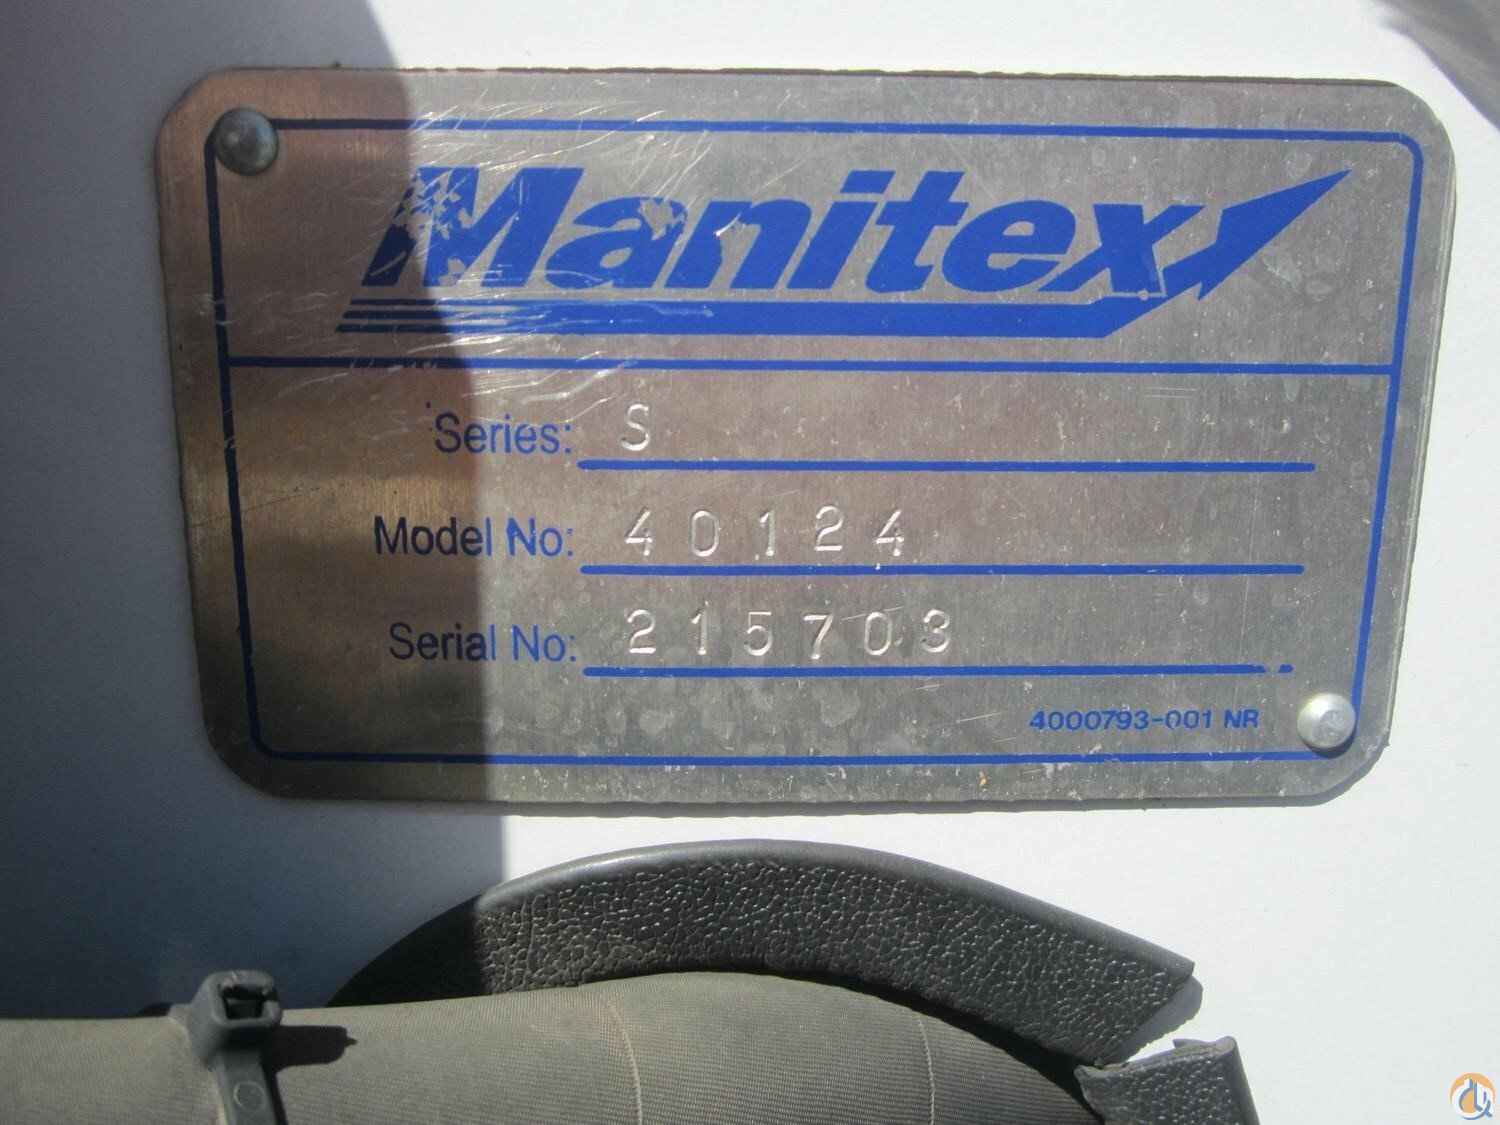 Manitex
Series: S
Model No: 40124
Serial No: 215703
4000793-001 NR